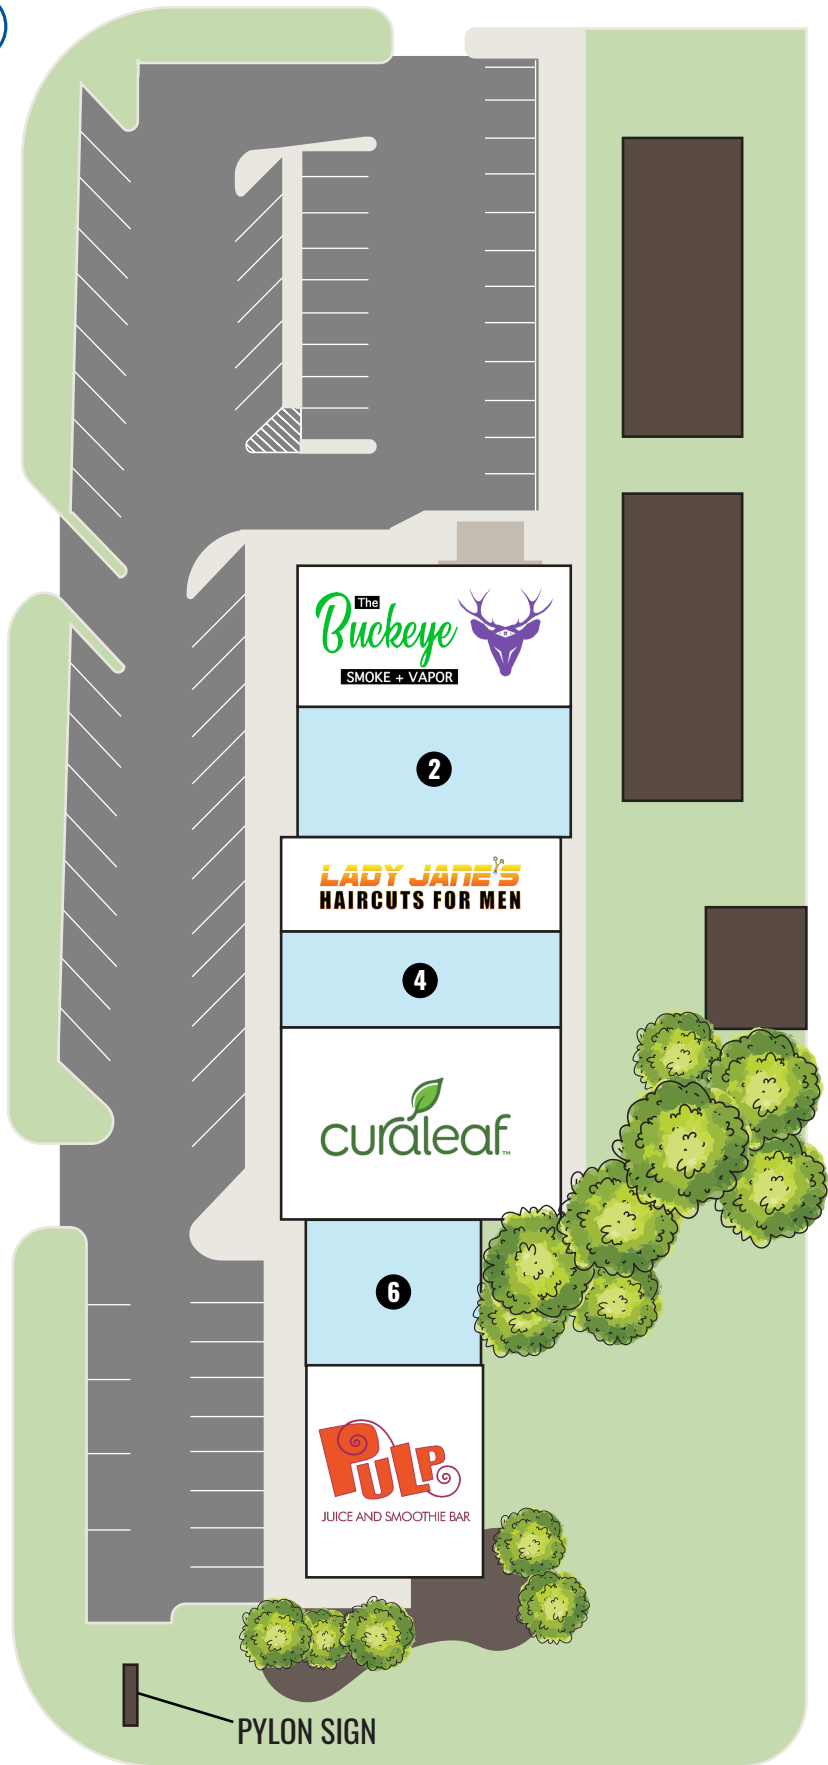 The
Buckeye
SMOKE + VAPOR
2
LADY JANE'S
HAIRCUTS FOR MEN
4
curaleaf™
6
PULP
JUICE AND SMOOTHIE BAR
PYLON SIGN